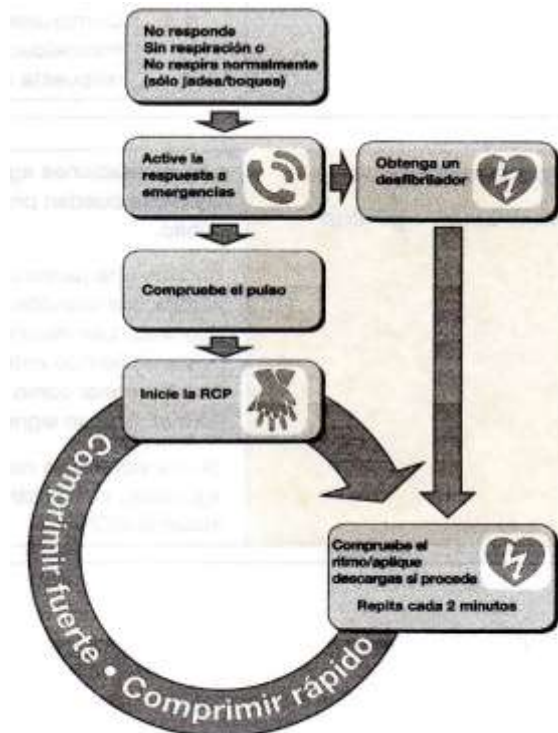 No responde
Sin respiración o
No respira normalmente
(sólo jadea/boquea)
Active la
respuesta a
emergencias
Obtenga un
desfibrilador
Compruebe el pulso
Inicie la RCP
Compruebe el
ritmo/aplique
descargas si procede
Repita cada 2 minutos
Comprimir fuerte • Comprimir rápido